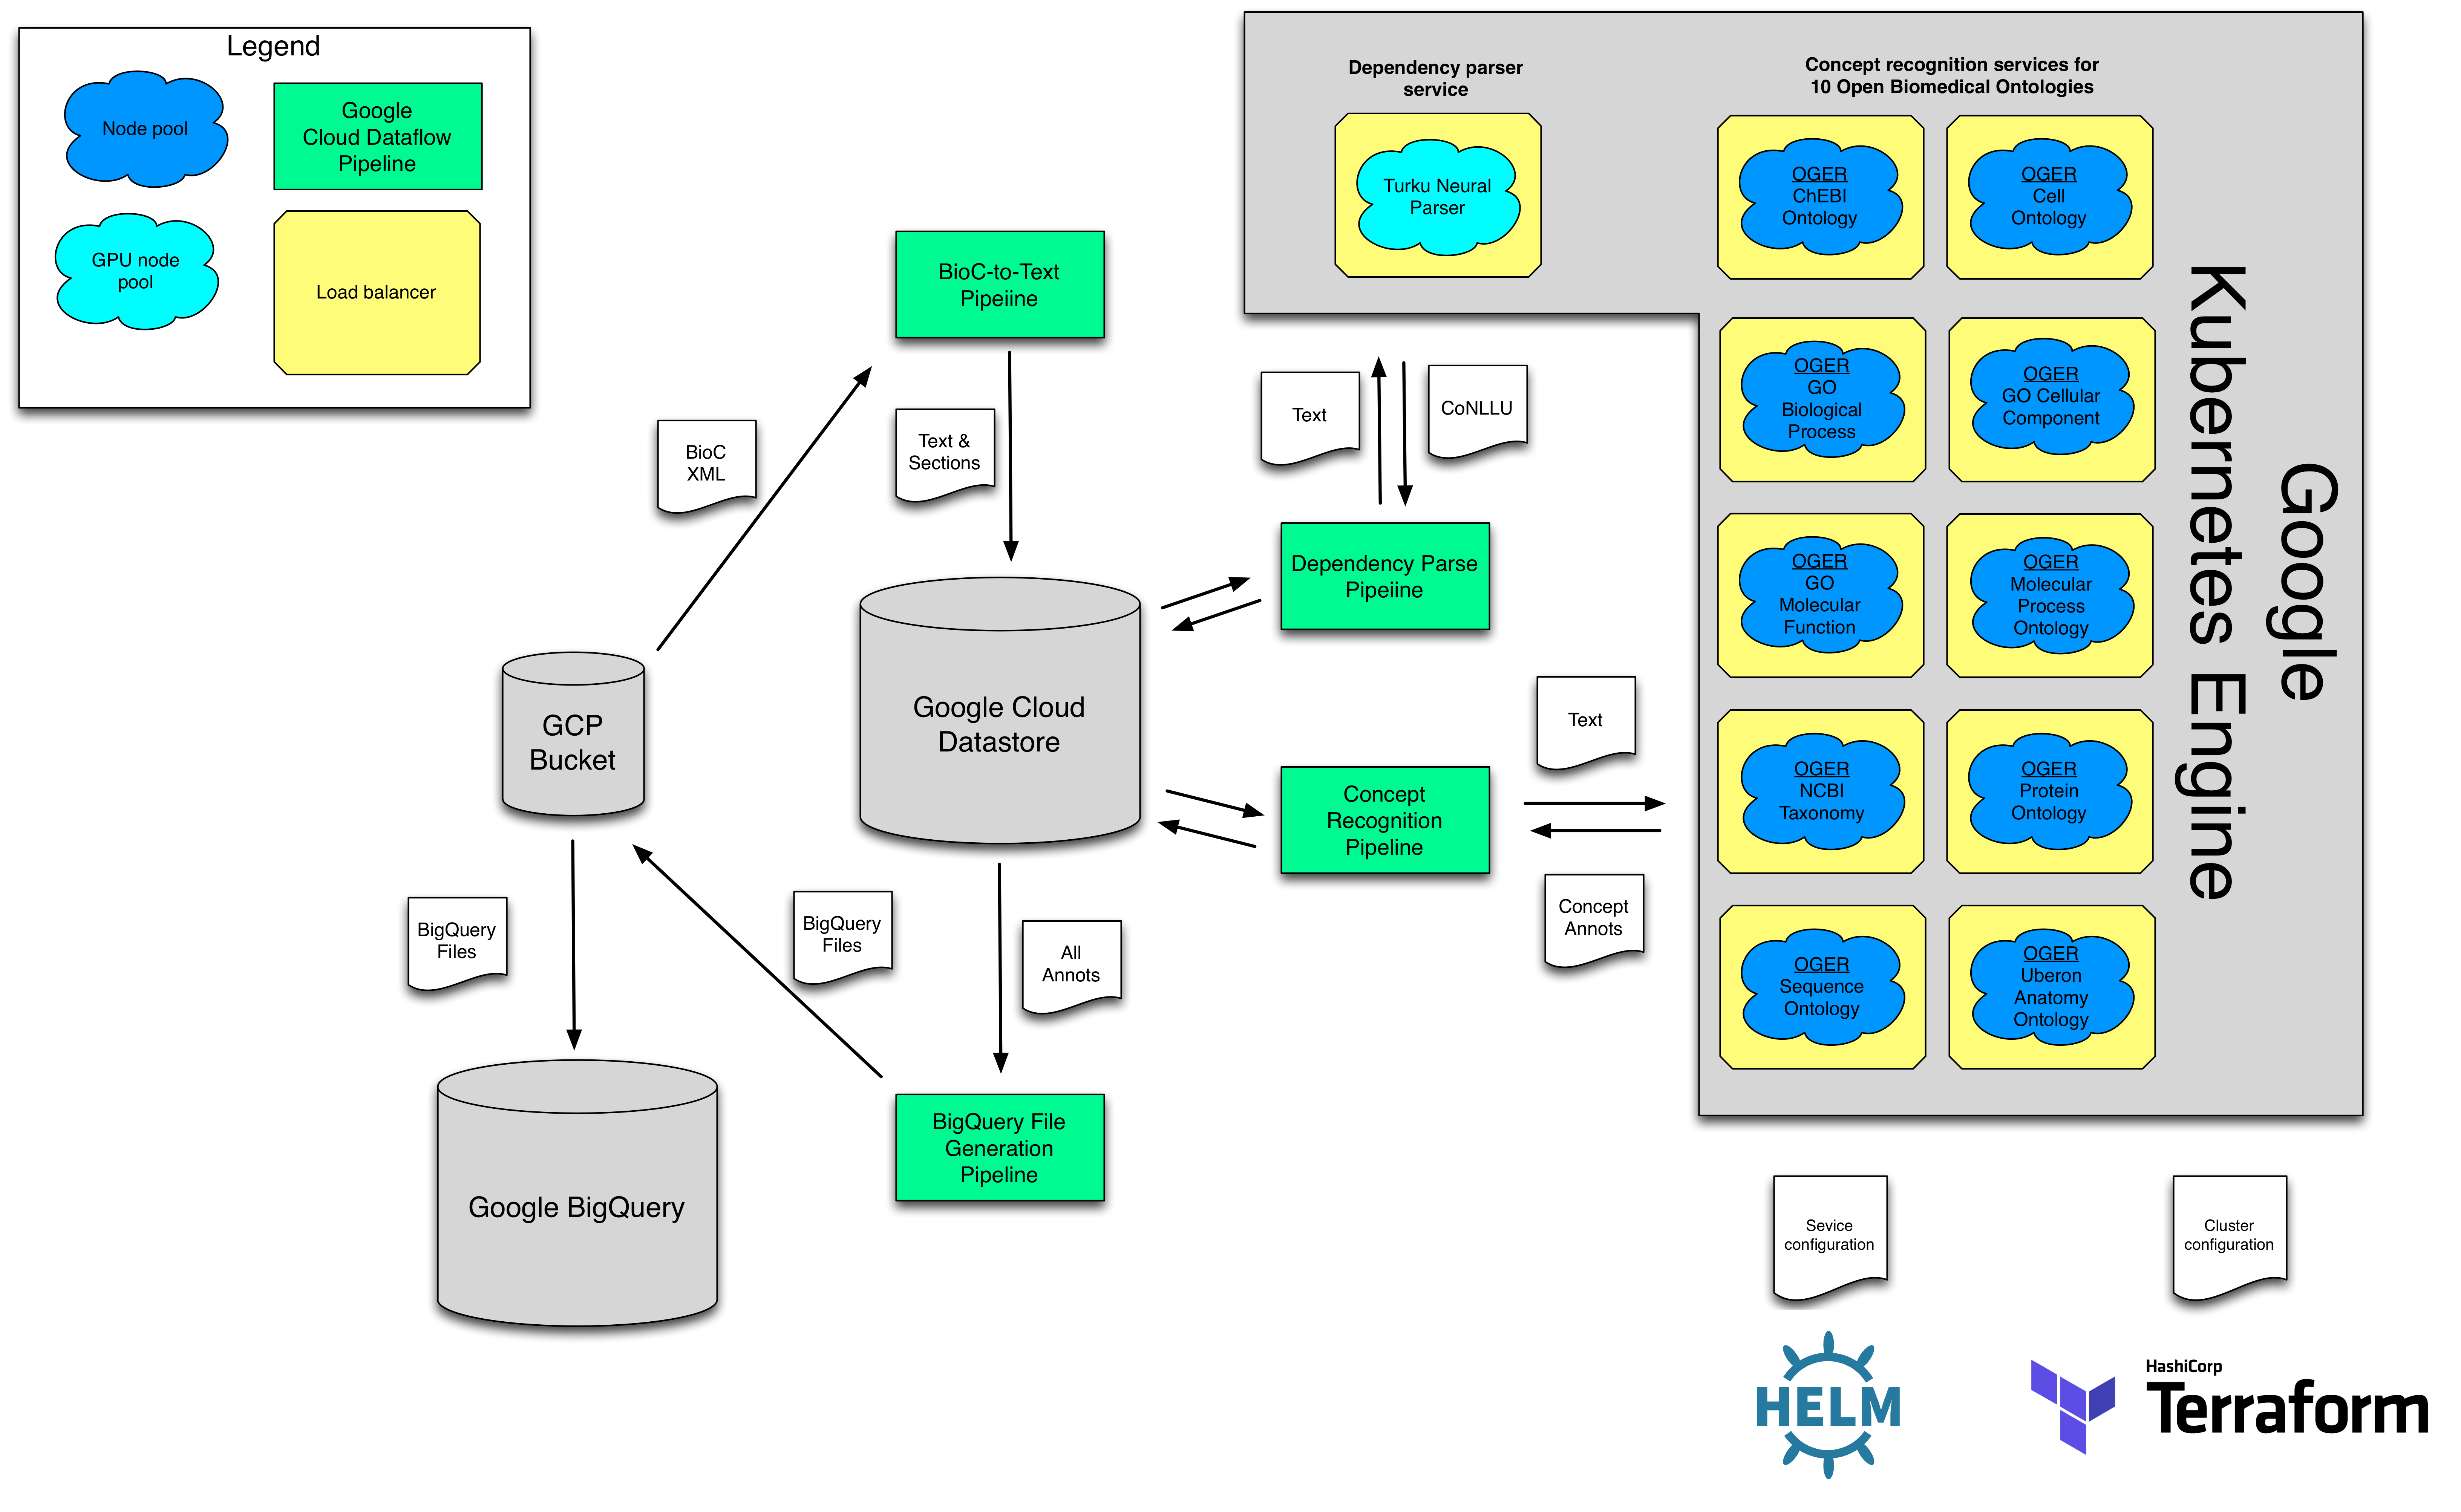 Legend
Node pool
Google
Cloud Dataflow
Pipeline
GPU node
pool
Load balancer
BioC-to-Text
Pipeiine
BioC
XML
Text &
Sections
GCP
Bucket
Google Cloud
Datastore
BigQuery
Files
BigQuery
Files
All
Annots
Google BigQuery
BigQuery File
Generation
Pipeline
Text
CoNLLU
Dependency Parse
Pipeiine
Concept
Recognition
Pipeline
Text
Concept
Annots
Dependency parser
service
Turku Neural
Parser
Concept recognition services for
10 Open Biomedical Ontologies
OGER
ChEBI
Ontology
OGER
Cell
Ontology
OGER
GO
Biological
Process
OGER
GO Cellular
Component
OGER
GO
Molecular
Function
OGER
Molecular
Process
Ontology
OGER
NCBI
Taxonomy
OGER
Protein
Ontology
OGER
Sequence
Ontology
OGER
Uberon
Anatomy
Ontology
Google
Kubernetes Engine
Sevice
configuration
Cluster
configuration
HELM
HashiCorp
Terraform